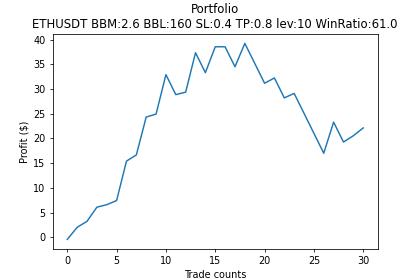 Portfolio
ETHUSDT BBM:2.6 BBL:160 SL:0.4 TP:0.8 lev:10 WinRatio:61.0
40
35
30
25
20
15
10
5
0
Profit ($)
0 5 10 15 20 25 30
Trade counts